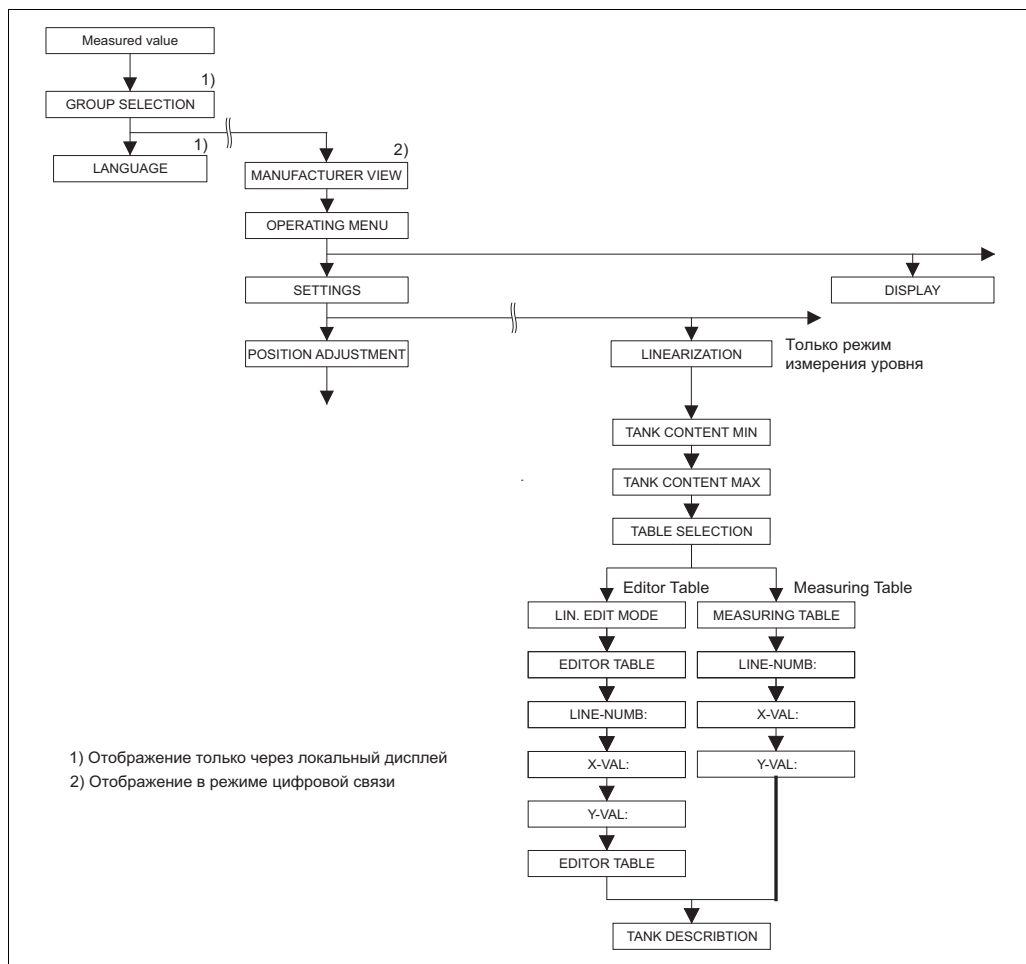 Measured value
1)
GROUP SELECTION
1)
LANGUAGE
2)
MANUFACTURER VIEW
OPERATING MENU
SETTINGS
DISPLAY
POSITION ADJUSTMENT
LINEARIZATION
Только режим
измерения уровня
TANK CONTENT MIN
TANK CONTENT MAX
TABLE SELECTION
Editor Table
Measuring Table
LIN. EDIT MODE
MEASURING TABLE
EDITOR TABLE
LINE-NUMB:
LINE-NUMB:
X-VAL:
X-VAL:
Y-VAL:
Y-VAL:
EDITOR TABLE
TANK DESCRIBTION
1) Отображение только через локальный дисплей
2) Отображение в режиме цифровой связи